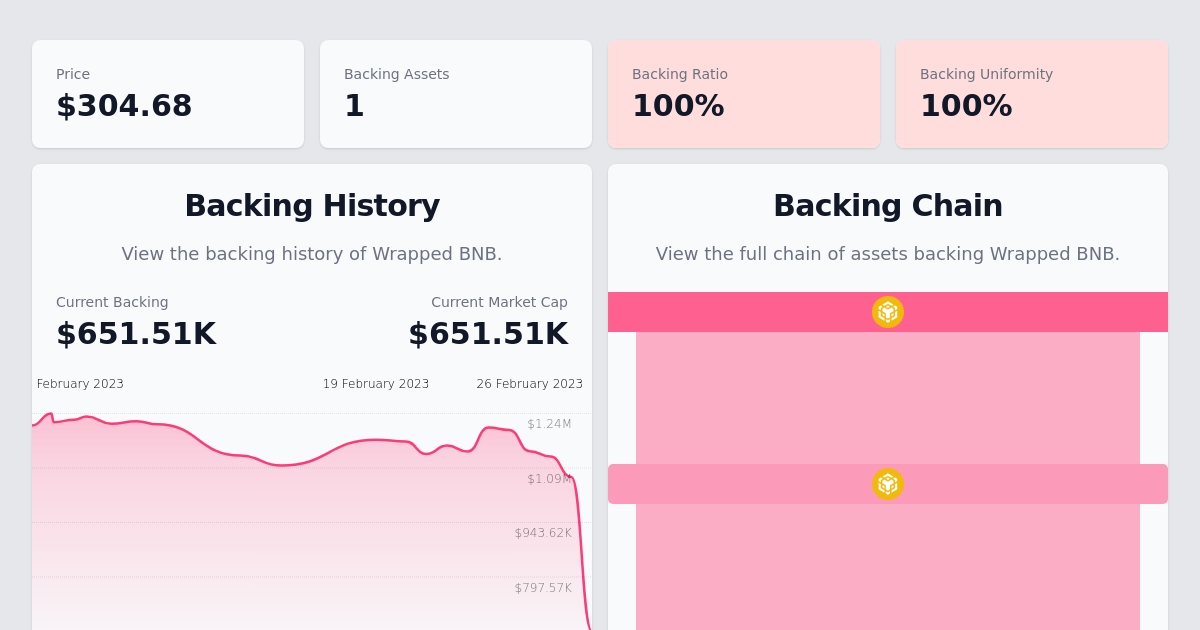 Price
$304.68
Backing Assets
1
Backing Ratio
100%
Backing Uniformity
100%
Backing History
View the backing history of Wrapped BNB.
Current Backing
$651.51K
Current Market Cap
$651.51K
February 2023
19 February 2023
26 February 2023
$1.24M
$1.09M
$943.62K
$797.57K
Backing Chain
View the full chain of assets backing Wrapped BNB.